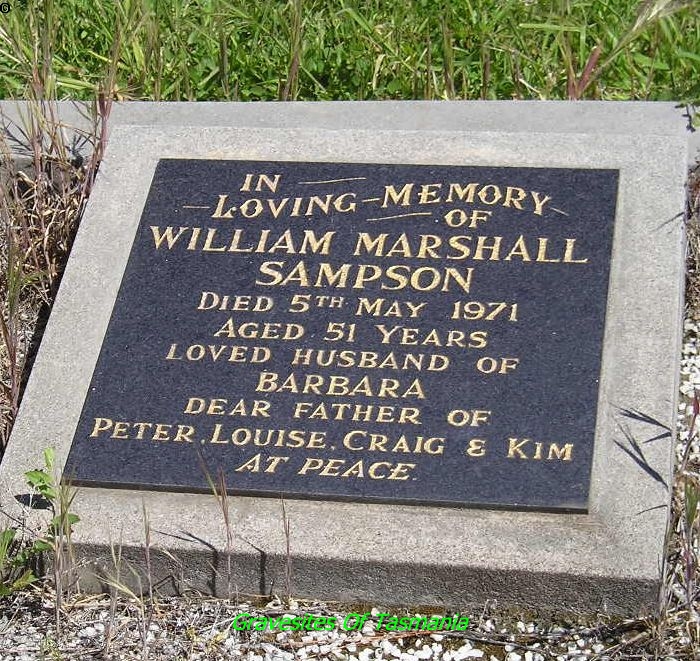 IN
LOVING MEMORY
OF
WILLIAM MARSHALL
SAMPSON
DIED 5TH MAY 1971
AGED 51 YEARS
LOVED HUSBAND OF
BARBARA
DEAR FATHER OF
PETER, LOUISE, CRAIG & KIM
AT PEACE.
Gravesites Of Tasmania